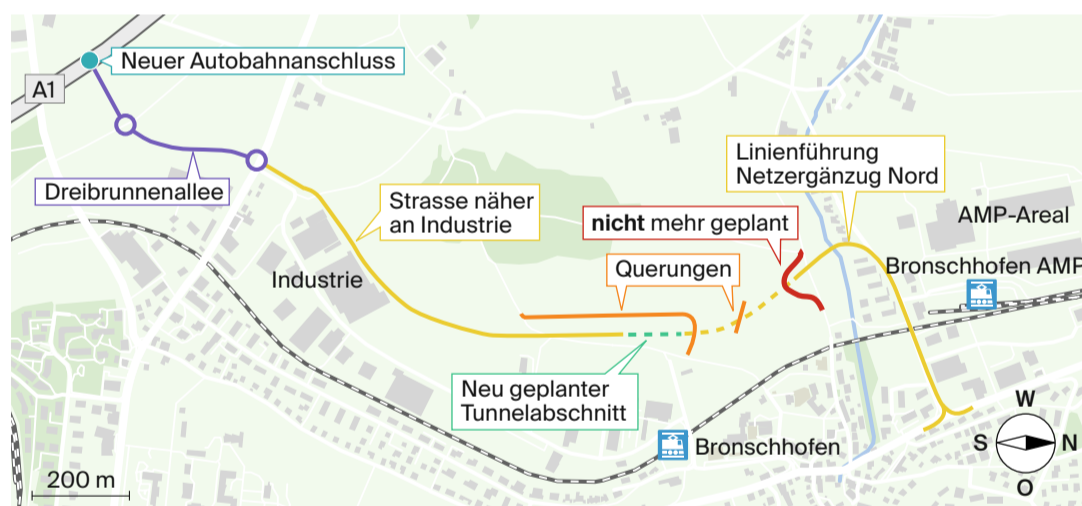 Neuer Autobahnanschluss
A1
Dreibrunnenallee
Strasse näher
an Industrie
Industrie
nicht mehr geplant
Querungen
Linienführung
Netzergänzug Nord
AMP-Areal
Bronschhofen AMP
Neu geplanter
Tunnelabschnitt
Bronschhofen
200 m
W
S
N
O